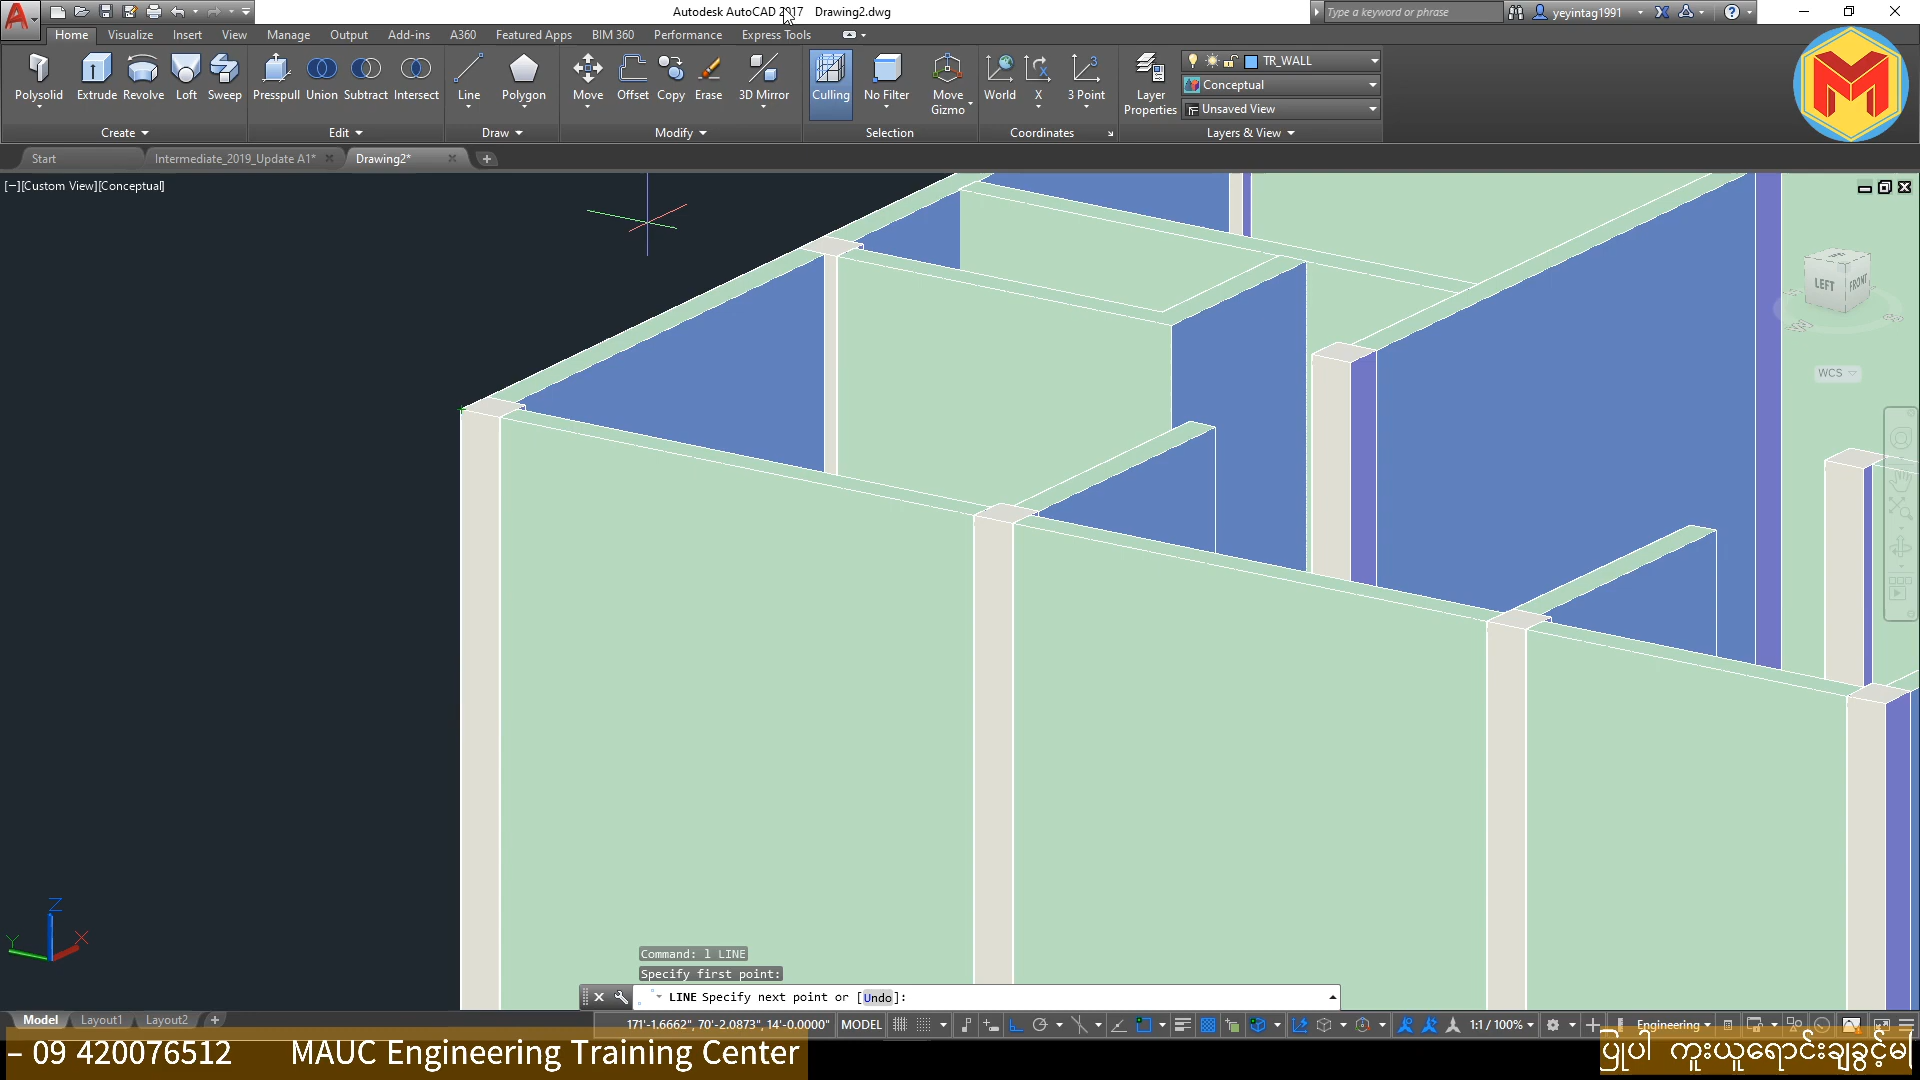 Autodesk AutoCAD 2017 Drawing2.dwg
Type a keyword or phrase
yeyintag1991
Home Visualize Insert View Manage Output Add-ins A360 Featured Apps BIM 360 Performance Express Tools
Polysolid Extrude Revolve Loft Sweep Presspull Union Subtract Intersect Line Polygon Move Offset Copy Erase 3D Mirror Culling No Filter Move Gizmo World X 3 Point Layer Properties
TR_WALL
Conceptual
Unsaved View
Create Edit Draw Modify Selection Coordinates Layers & View
Start Intermediate_2019_Update A1* Drawing2*
[−][Custom View][Conceptual]
LEFT FRONT
WCS
Z
Y X
Command: l LINE
Specify first point:
LINE Specify next point or [Undo]:
Model Layout1 Layout2
171'-1.6662", 70'-2.0873", 14'-0.0000" MODEL 1:1 / 100% Engineering
– 09 420076512 MAUC Engineering Training Center
ပြုပါ ကူးယူရောင်းချခွင့်မ